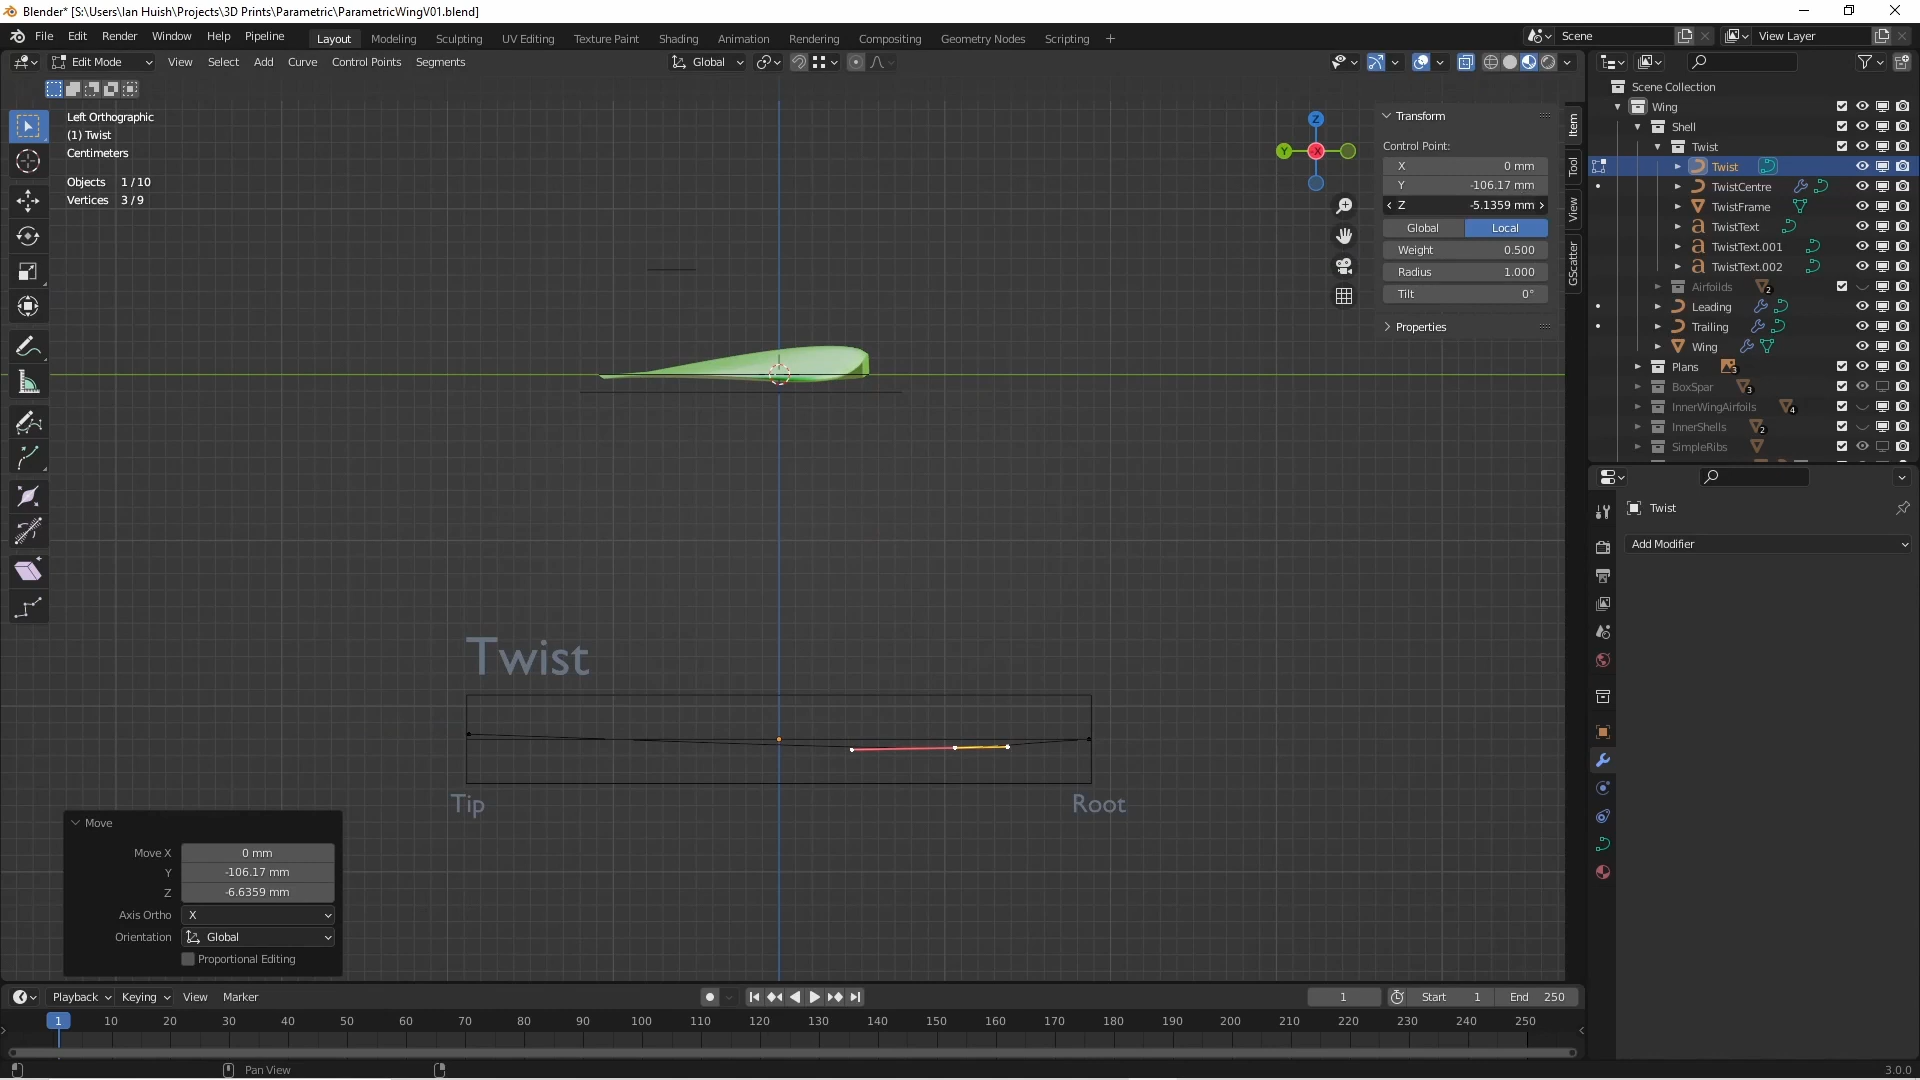 Blender* [S:\Users\Ian Huish\Projects\3D Prints\Parametric\ParametricWingV01.blend]
File Edit Render Window Help Pipeline Layout Modeling Sculpting UV Editing Texture Paint Shading Animation Rendering Compositing Geometry Nodes Scripting + Scene View Layer
Edit Mode View Select Add Curve Control Points Segments Global
Left Orthographic
(1) Twist
Centimeters
Objects 1 / 10
Vertices 3 / 9
Z
Y
-X
Transform
Control Point:
X 0 mm
Y -106.17 mm
Z -5.1359 mm
Global Local
Weight 0.500
Radius 1.000
Tilt 0°
Properties
Item
Tool
View
GScatter
Scene Collection
Wing
Shell
Twist
Twist
TwistCentre
TwistFrame
TwistText
TwistText.001
TwistText.002
Airfoilds 2
Leading
Trailing
Wing
Plans 3
BoxSpar 3
InnerWingAirfoils 4
InnerShells 2
SimpleRibs
Twist
Add Modifier
Twist
Tip Root
Move
Move X 0 mm
Y -106.17 mm
Z -6.6359 mm
Axis Ortho X
Orientation Global
Proportional Editing
Playback Keying View Marker 1 Start 1 End 250
1 10 20 30 40 50 60 70 80 90 100 110 120 130 140 150 160 170 180 190 200 210 220 230 240 250
Pan View 3.0.0